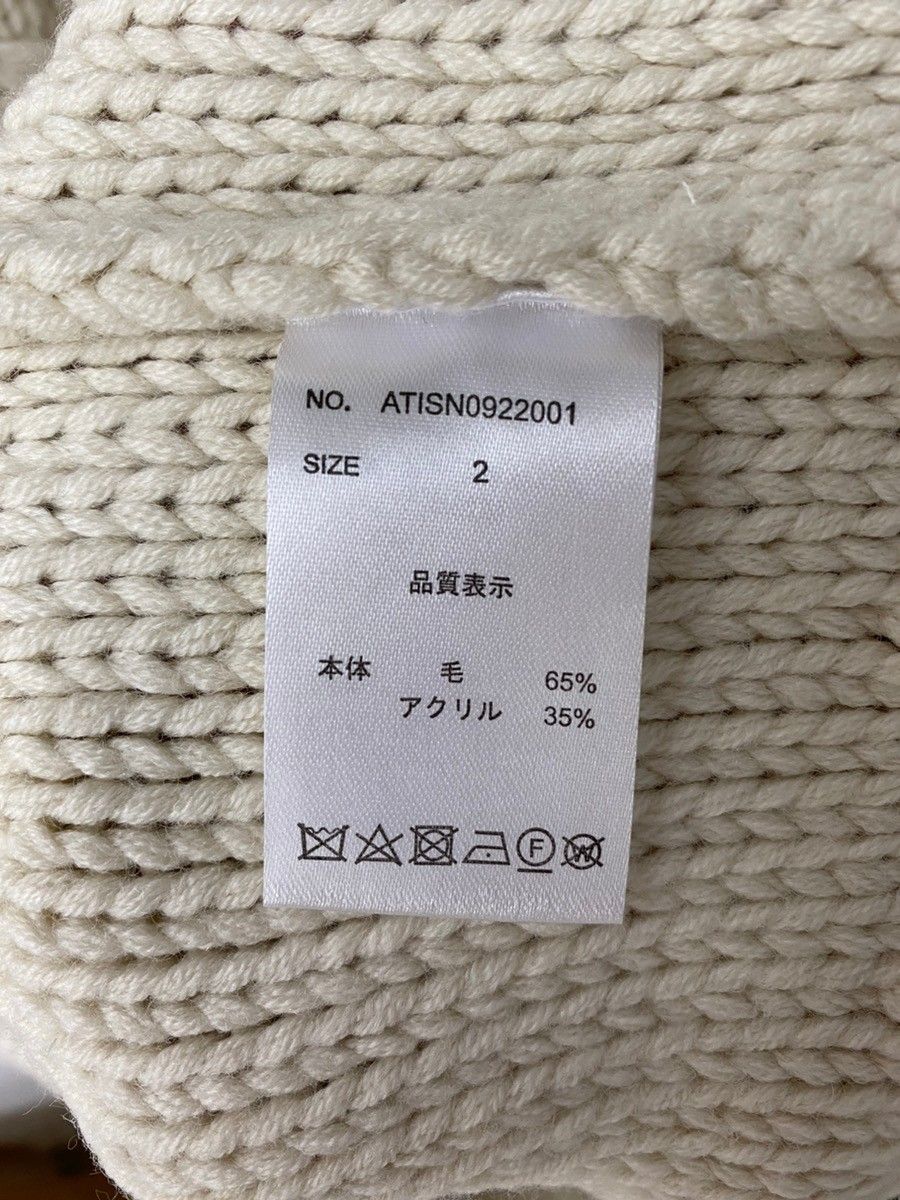 NO. ATISN0922001
SIZE 2
品質表示
本体 毛 65%
アクリル 35%
F W